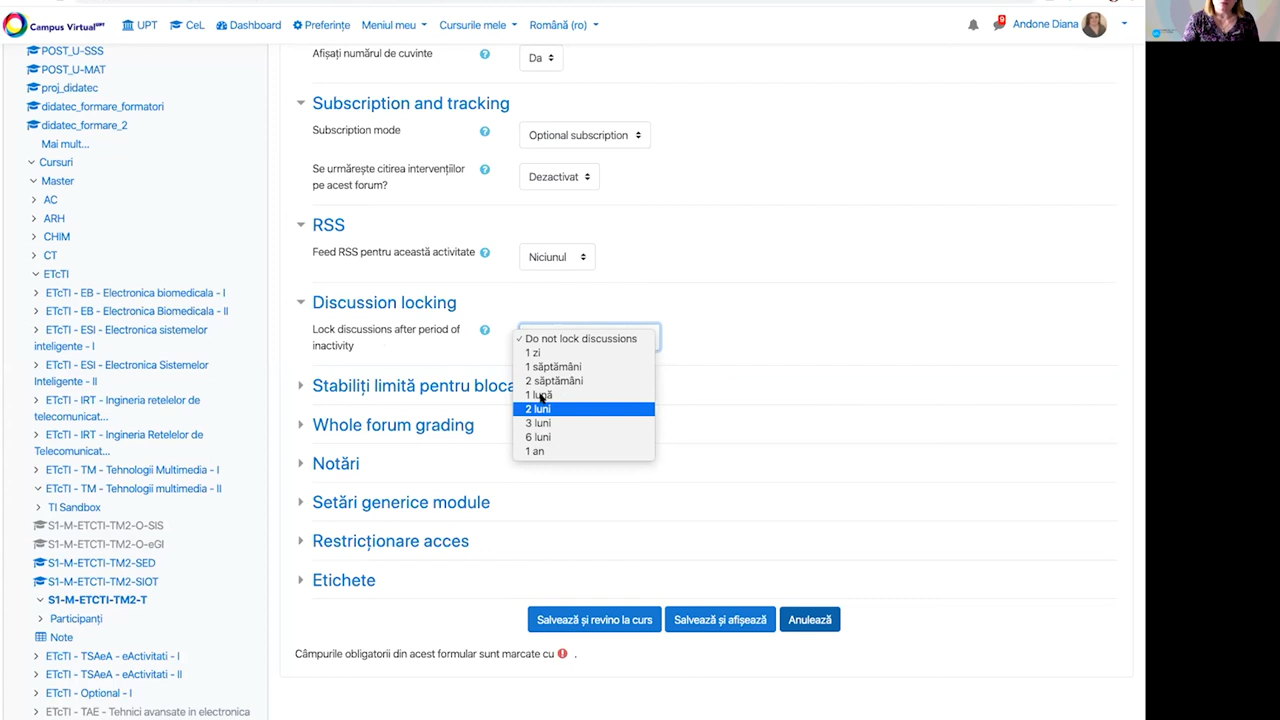 Campus Virtual UPT
UPT
CeL
Dashboard
Preferințe
Meniul meu
Cursurile mele
Română (ro)
9
Andone Diana
POST_U-SSS
POST_U-MAT
proj_didatec
didatec_formare_formatori
didatec_formare_2
Mai mult...
Cursuri
Master
AC
ARH
CHIM
CT
ETcTI
ETcTI - EB - Electronica biomedicala - I
ETcTI - EB - Electronica Biomedicala - II
ETcTI - ESI - Electronica sistemelor
inteligente - I
ETcTI - ESI - Electronica Sistemelor
Inteligente - II
ETcTI - IRT - Ingineria retelelor de
telecomunicat...
ETcTI - IRT - Ingineria Retelelor de
Telecomunicat...
ETcTI - TM - Tehnologii Multimedia - I
ETcTI - TM - Tehnologii multimedia - II
TI Sandbox
S1-M-ETCTI-TM2-O-SIS
S1-M-ETCTI-TM2-O-eGI
S1-M-ETCTI-TM2-SED
S1-M-ETCTI-TM2-SIOT
S1-M-ETCTI-TM2-T
Participanți
Note
ETcTI - TSAeA - eActivitati - I
ETcTI - TSAeA - eActivitati - II
ETcTI - Optional - I
ETcTI - TAE - Tehnici avansate in electronica
Afișați numărul de cuvinte
Da
Subscription and tracking
Subscription mode
Optional subscription
Se urmărește citirea intervențiilor
pe acest forum?
Dezactivat
RSS
Feed RSS pentru această activitate
Niciunul
Discussion locking
Lock discussions after period of
inactivity
✓ Do not lock discussions
1 zi
1 săptămâni
2 săptămâni
1 lună
2 luni
3 luni
6 luni
1 an
Stabiliți limită pentru bloca
Whole forum grading
Notări
Setări generice module
Restricționare acces
Etichete
Salvează și revino la curs
Salvează și afișează
Anulează
Câmpurile obligatorii din acest formular sunt marcate cu .